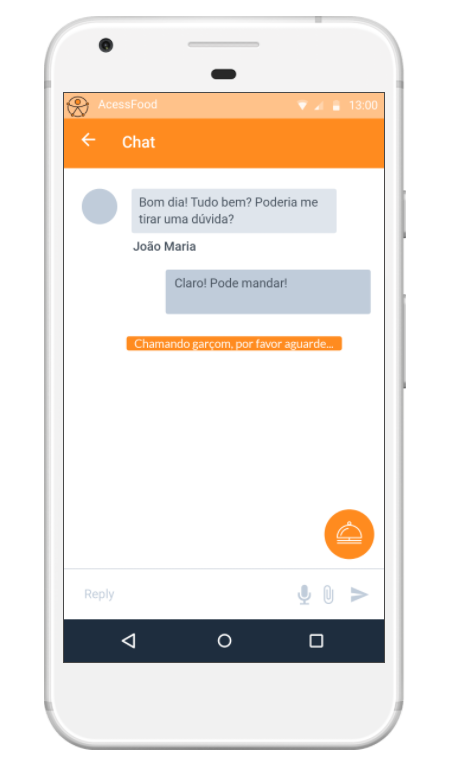 AcessFood
13:00
Chat
Bom dia! Tudo bem? Poderia me
tirar uma dúvida?
João Maria
Claro! Pode mandar!
Chamando garçom, por favor aguarde...
Reply